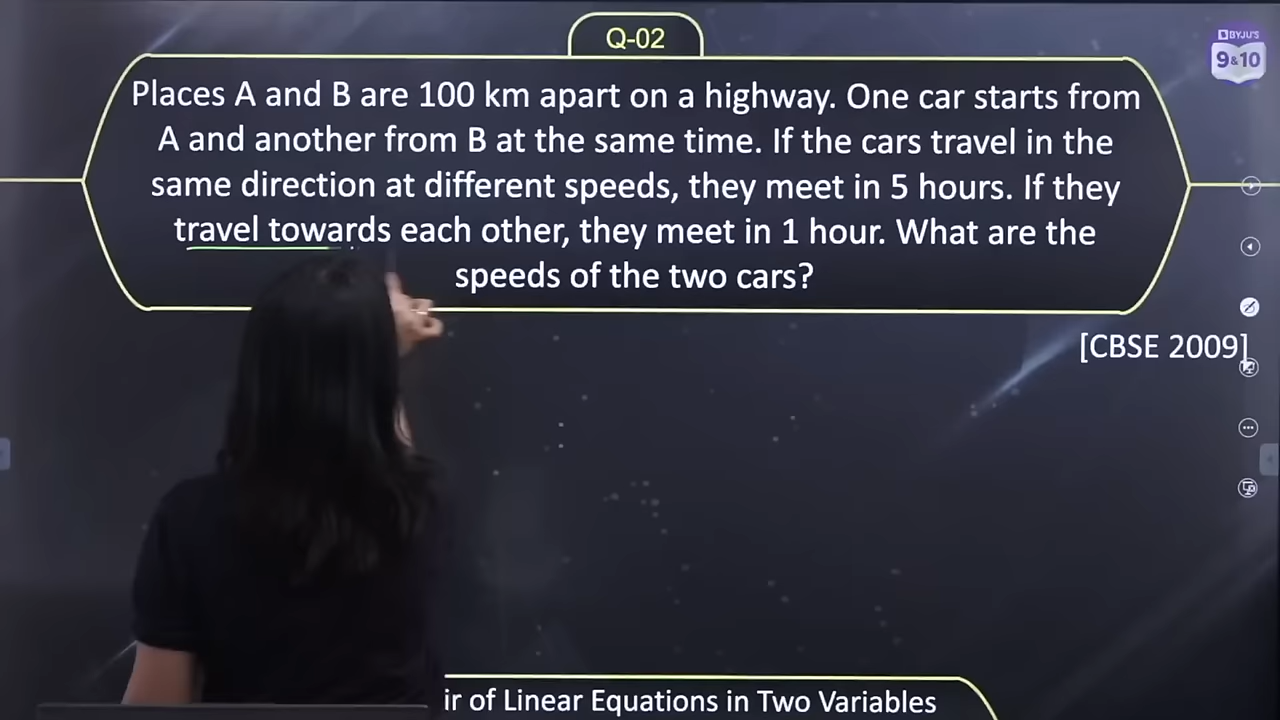 Q-02
BYJU'S
9&10
Places A and B are 100 km apart on a highway. One car starts from
A and another from B at the same time. If the cars travel in the
same direction at different speeds, they meet in 5 hours. If they
travel towards each other, they meet in 1 hour. What are the
speeds of the two cars?
[CBSE 2009]
ir of Linear Equations in Two Variables